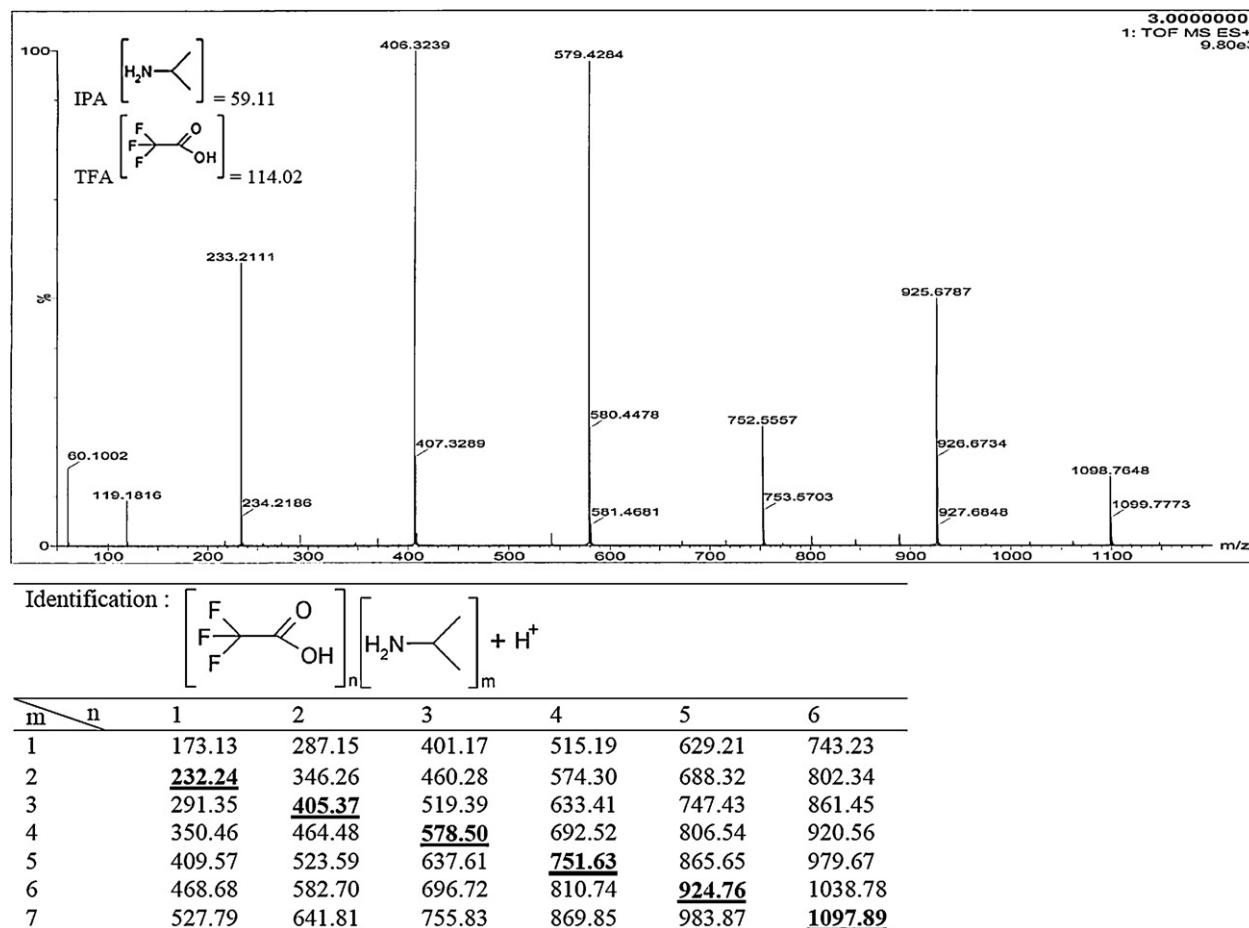 3.0000000
1: TOF MS ES+
9.80e3
100
%
0
406.3239
579.4284
IPA [H₂N] = 59.11
TFA [F F F O OH] = 114.02
233.2111
925.6787
580.4478
752.5557
407.3289
926.6734
60.1002
1098.7648
119.1816
234.2186
753.5703
1099.7773
581.4681
927.6848
100 200 300 400 500 600 700 800 900 1000 1100 m/z
Identification : [F F F O OH]n [H₂N]m + H⁺
m n 1 2 3 4 5 6
1 173.13 287.15 401.17 515.19 629.21 743.23
2 232.24 346.26 460.28 574.30 688.32 802.34
3 291.35 405.37 519.39 633.41 747.43 861.45
4 350.46 464.48 578.50 692.52 806.54 920.56
5 409.57 523.59 637.61 751.63 865.65 979.67
6 468.68 582.70 696.72 810.74 924.76 1038.78
7 527.79 641.81 755.83 869.85 983.87 1097.89